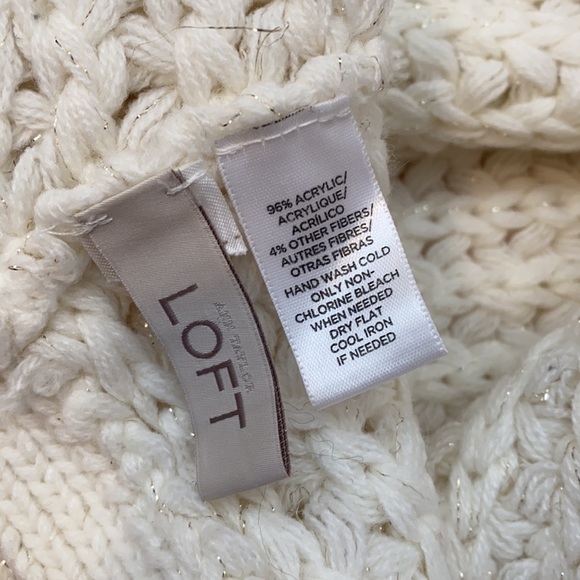 ANN TAYLOR
LOFT
96% ACRYLIC/
ACRYLIQUE/
ACRÍLICO
4% OTHER FIBERS/
AUTRES FIBRES/
OTRAS FIBRAS
HAND WASH COLD
ONLY NON-
CHLORINE BLEACH
WHEN NEEDED
DRY FLAT
COOL IRON
IF NEEDED